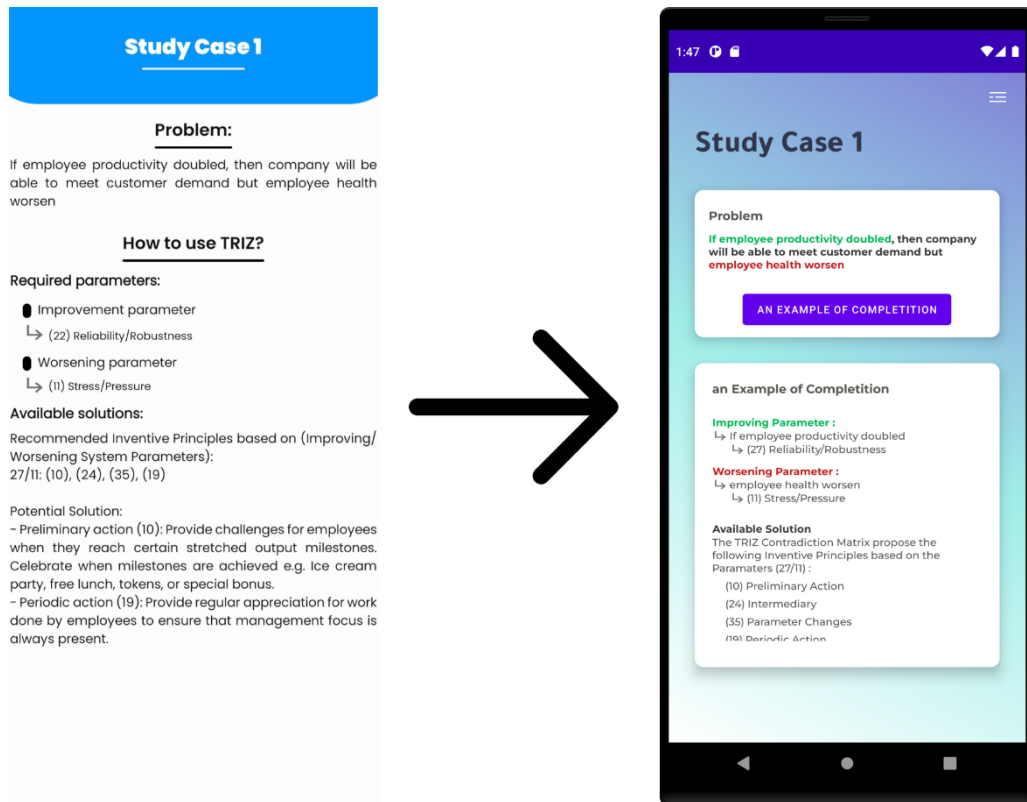 Study Case 1
Problem:
If employee productivity doubled, then company will be
able to meet customer demand but employee health
worsen
How to use TRIZ?
Required parameters:
Improvement parameter
(22) Reliability/Robustness
Worsening parameter
(11) Stress/Pressure
Available solutions:
Recommended Inventive Principles based on (Improving/
Worsening System Parameters):
27/11: (10), (24), (35), (19)
Potential Solution:
- Preliminary action (10): Provide challenges for employees
when they reach certain stretched output milestones.
Celebrate when milestones are achieved e.g. Ice cream
party, free lunch, tokens, or special bonus.
- Periodic action (19): Provide regular appreciation for work
done by employees to ensure that management focus is
always present.
1:47
Study Case 1
Problem
If employee productivity doubled, then company
will be able to meet customer demand but
employee health worsen
AN EXAMPLE OF COMPLETITION
an Example of Completition
Improving Parameter :
If employee productivity doubled
(27) Reliability/Robustness
Worsening Parameter :
employee health worsen
(11) Stress/Pressure
Available Solution
The TRIZ Contradiction Matrix propose the
following Inventive Principles based on the
Paramaters (27/11) :
(10) Preliminary Action
(24) Intermediary
(35) Parameter Changes
(19) Periodic Action